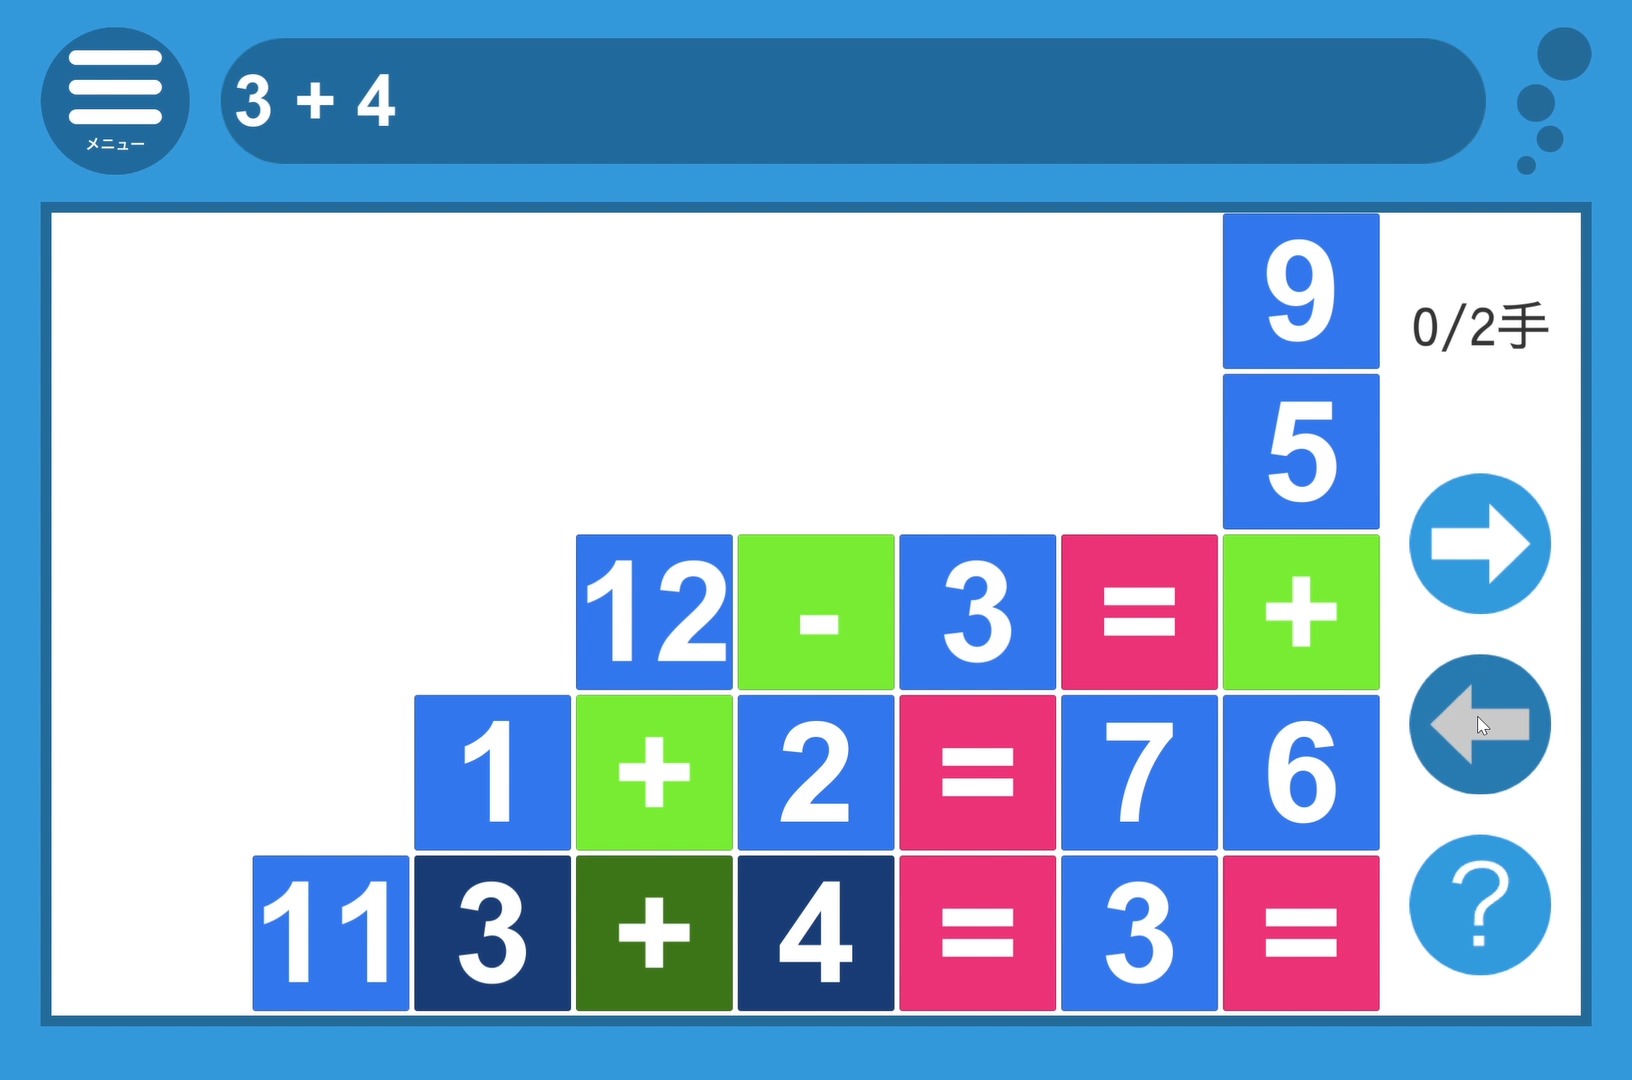 3 + 4
メニュー
9
0/2手
5
12 - 3 = +
1 + 2 = 7 6
11 3 + 4 = 3 =
?